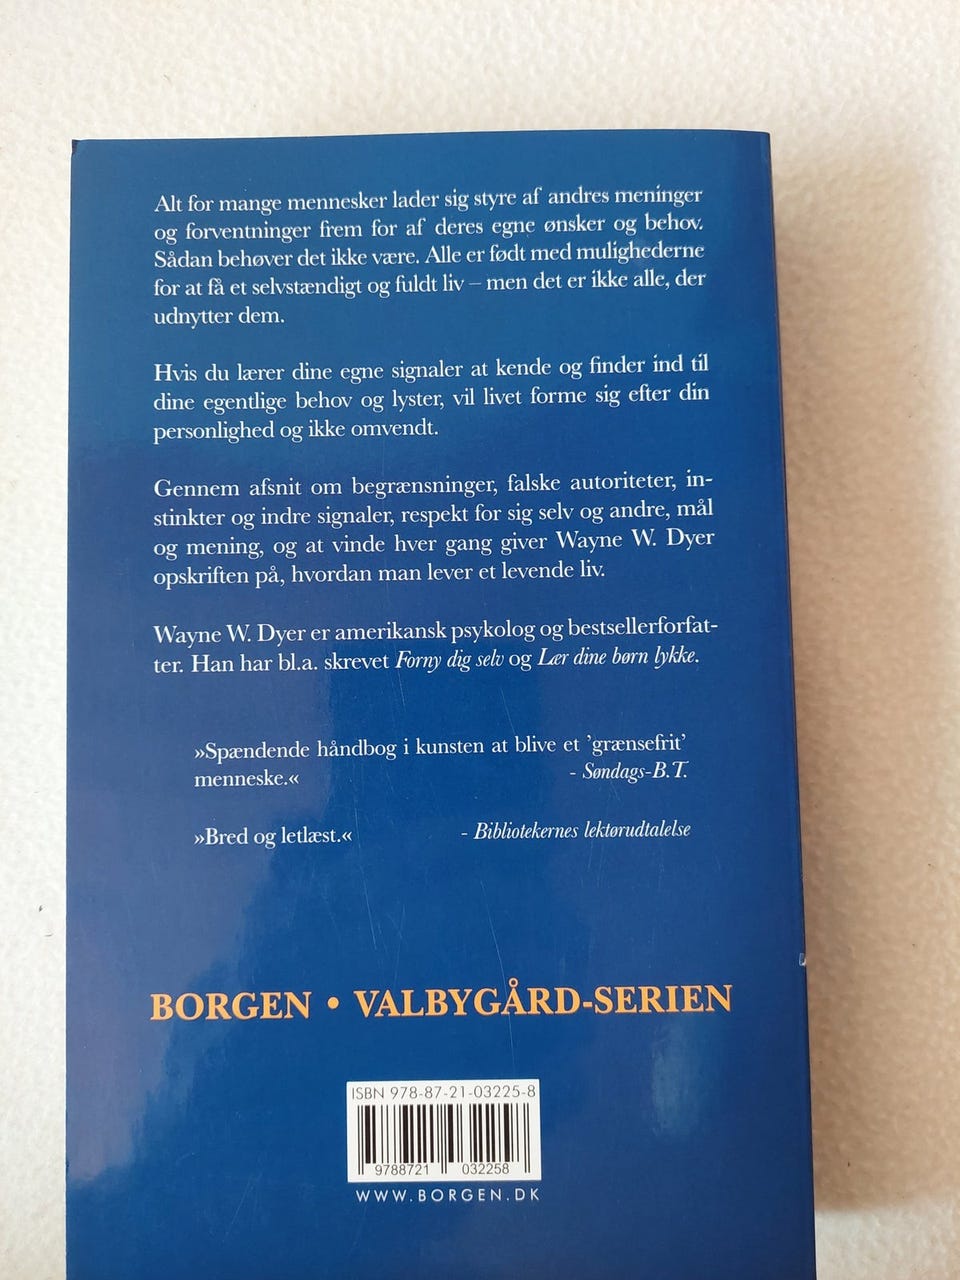 Alt for mange mennesker lader sig styre af andres meninger
og forventninger frem for af deres egne ønsker og behov.
Sådan behøver det ikke være. Alle er født med mulighederne
for at få et selvstændigt og fuldt liv – men det er ikke alle, der
udnytter dem.
Hvis du lærer dine egne signaler at kende og finder ind til
dine egentlige behov og lyster, vil livet forme sig efter din
personlighed og ikke omvendt.
Gennem afsnit om begrænsninger, falske autoriteter, in-
stinkter og indre signaler, respekt for sig selv og andre, mål
og mening, og at vinde hver gang giver Wayne W. Dyer
opskriften på, hvordan man lever et levende liv.
Wayne W. Dyer er amerikansk psykolog og bestsellerforfat-
ter. Han har bl.a. skrevet Forny dig selv og Lær dine børn lykke.
»Spændende håndbog i kunsten at blive et 'grænsefrit'
menneske.« - Søndags-B.T.
»Bred og letlæst.« - Bibliotekernes lektørudtalelse
BORGEN • VALBYGÅRD-SERIEN
ISBN 978-87-21-03225-8
9788721 032258
WWW.BORGEN.DK